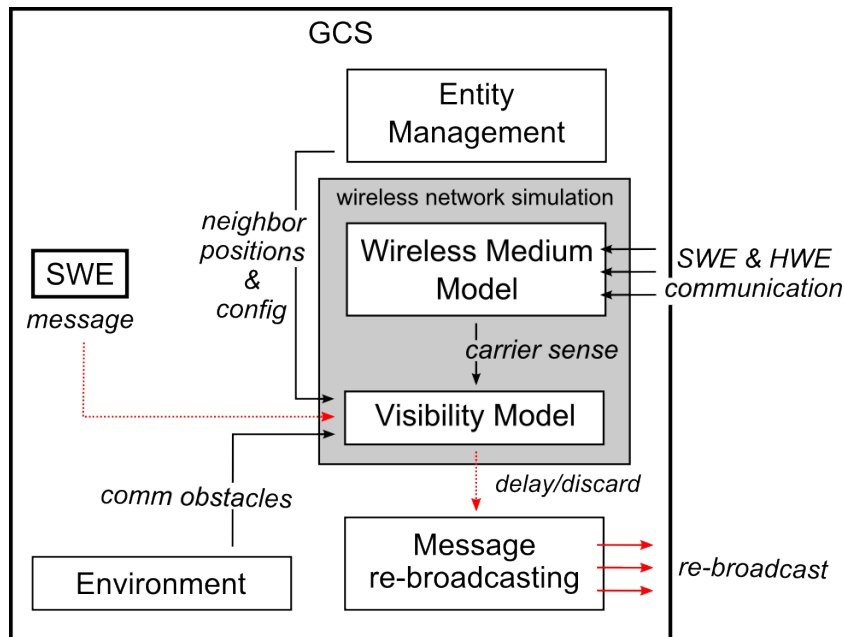 GCS
Entity
Management
wireless network simulation
neighbor
positions
&
config
Wireless Medium
Model
SWE & HWE
communication
SWE
message
carrier sense
Visibility Model
comm obstacles
delay/discard
Environment
Message
re-broadcasting
re-broadcast